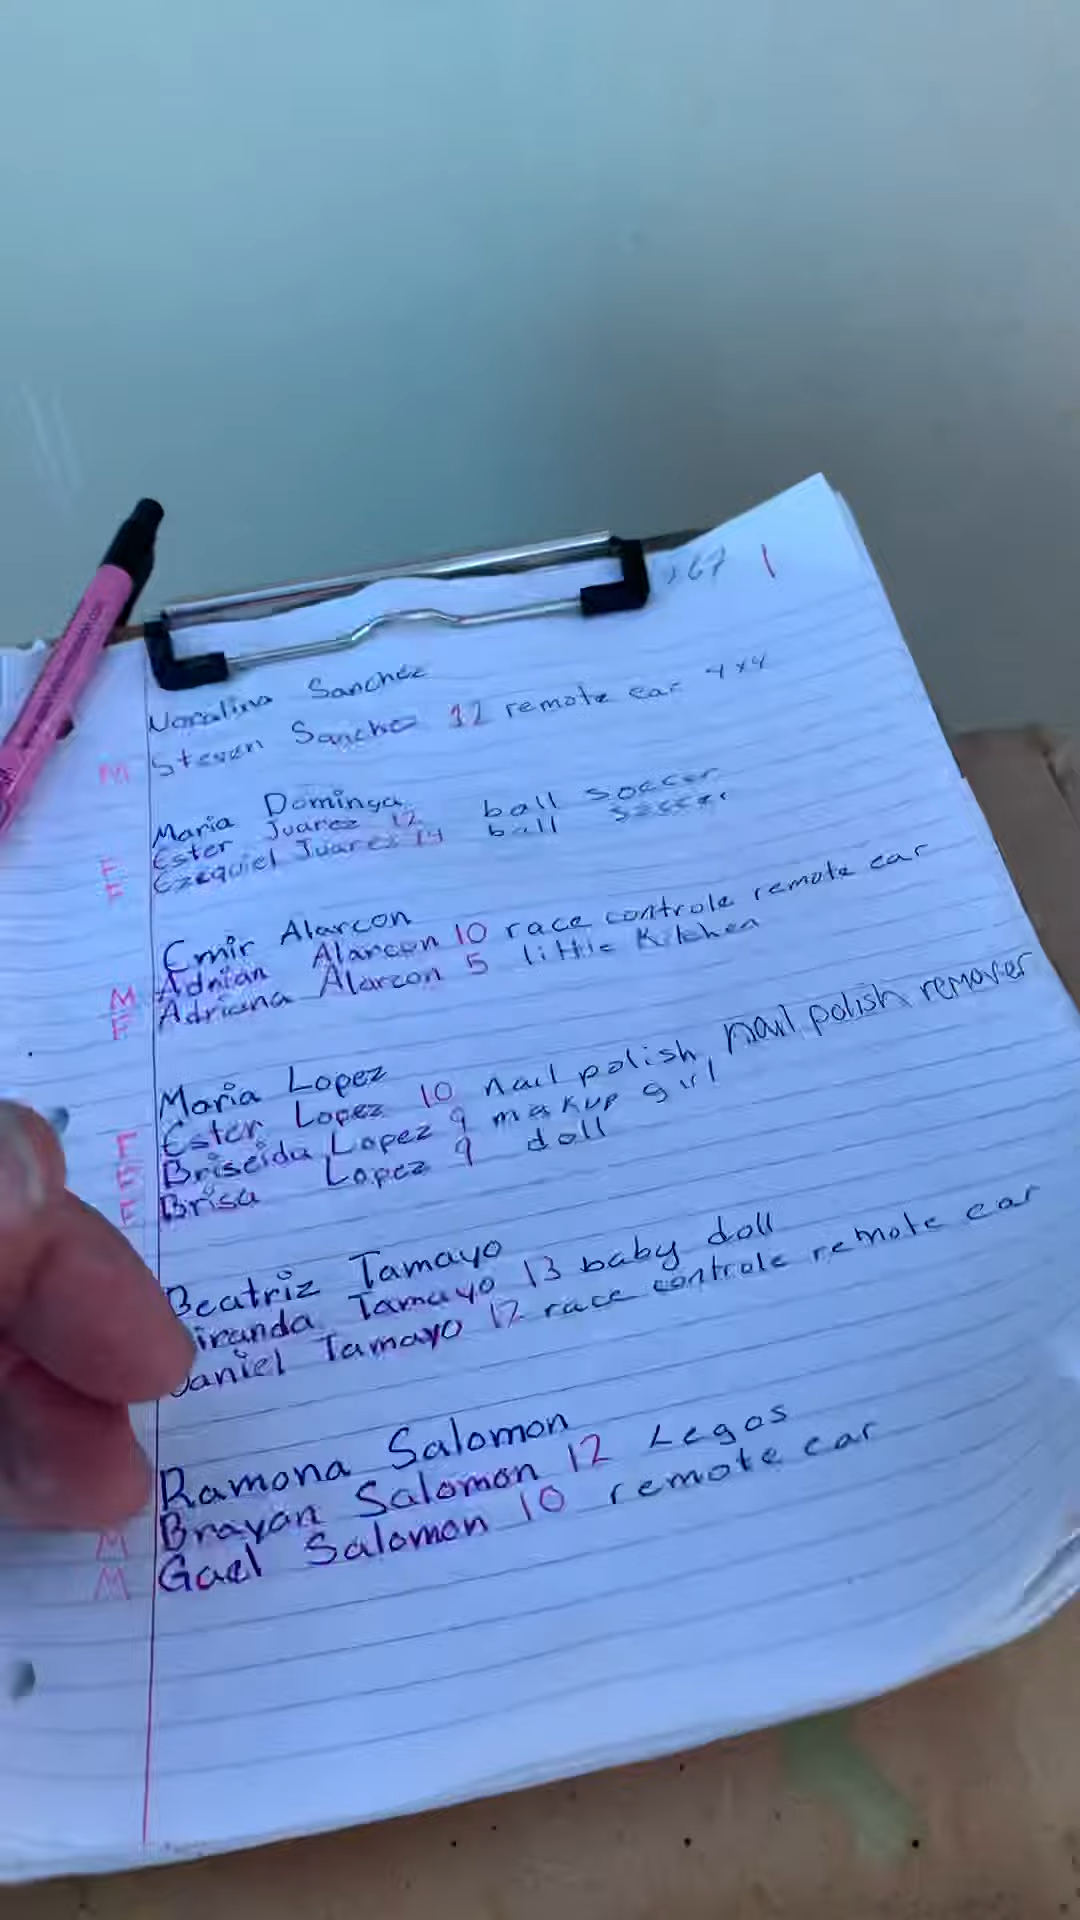 267 1
Noralina Sanchez
M Steven Sanchez 12 remote car 4x4
Maria Dominga
F Ester Juarez 12 ball soccer
F Ezequiel Juarez 14 ball soccer
Emir Alarcon
M Adrian Alarcon 10 race controle remote car
F Adriana Alarcon 5 little Kitchen
Maria Lopez
F Ester Lopez 10 nail polish, nail polish remover
F Briseida Lopez 9 makup girl
F Brisa Lopez 9 doll
Beatriz Tamayo
iranda Tamayo 13 baby doll
Daniel Tamayo 12 race controle remote car
Ramona Salomon
M Brayan Salomon 12 Legos
M Gael Salomon 10 remote car